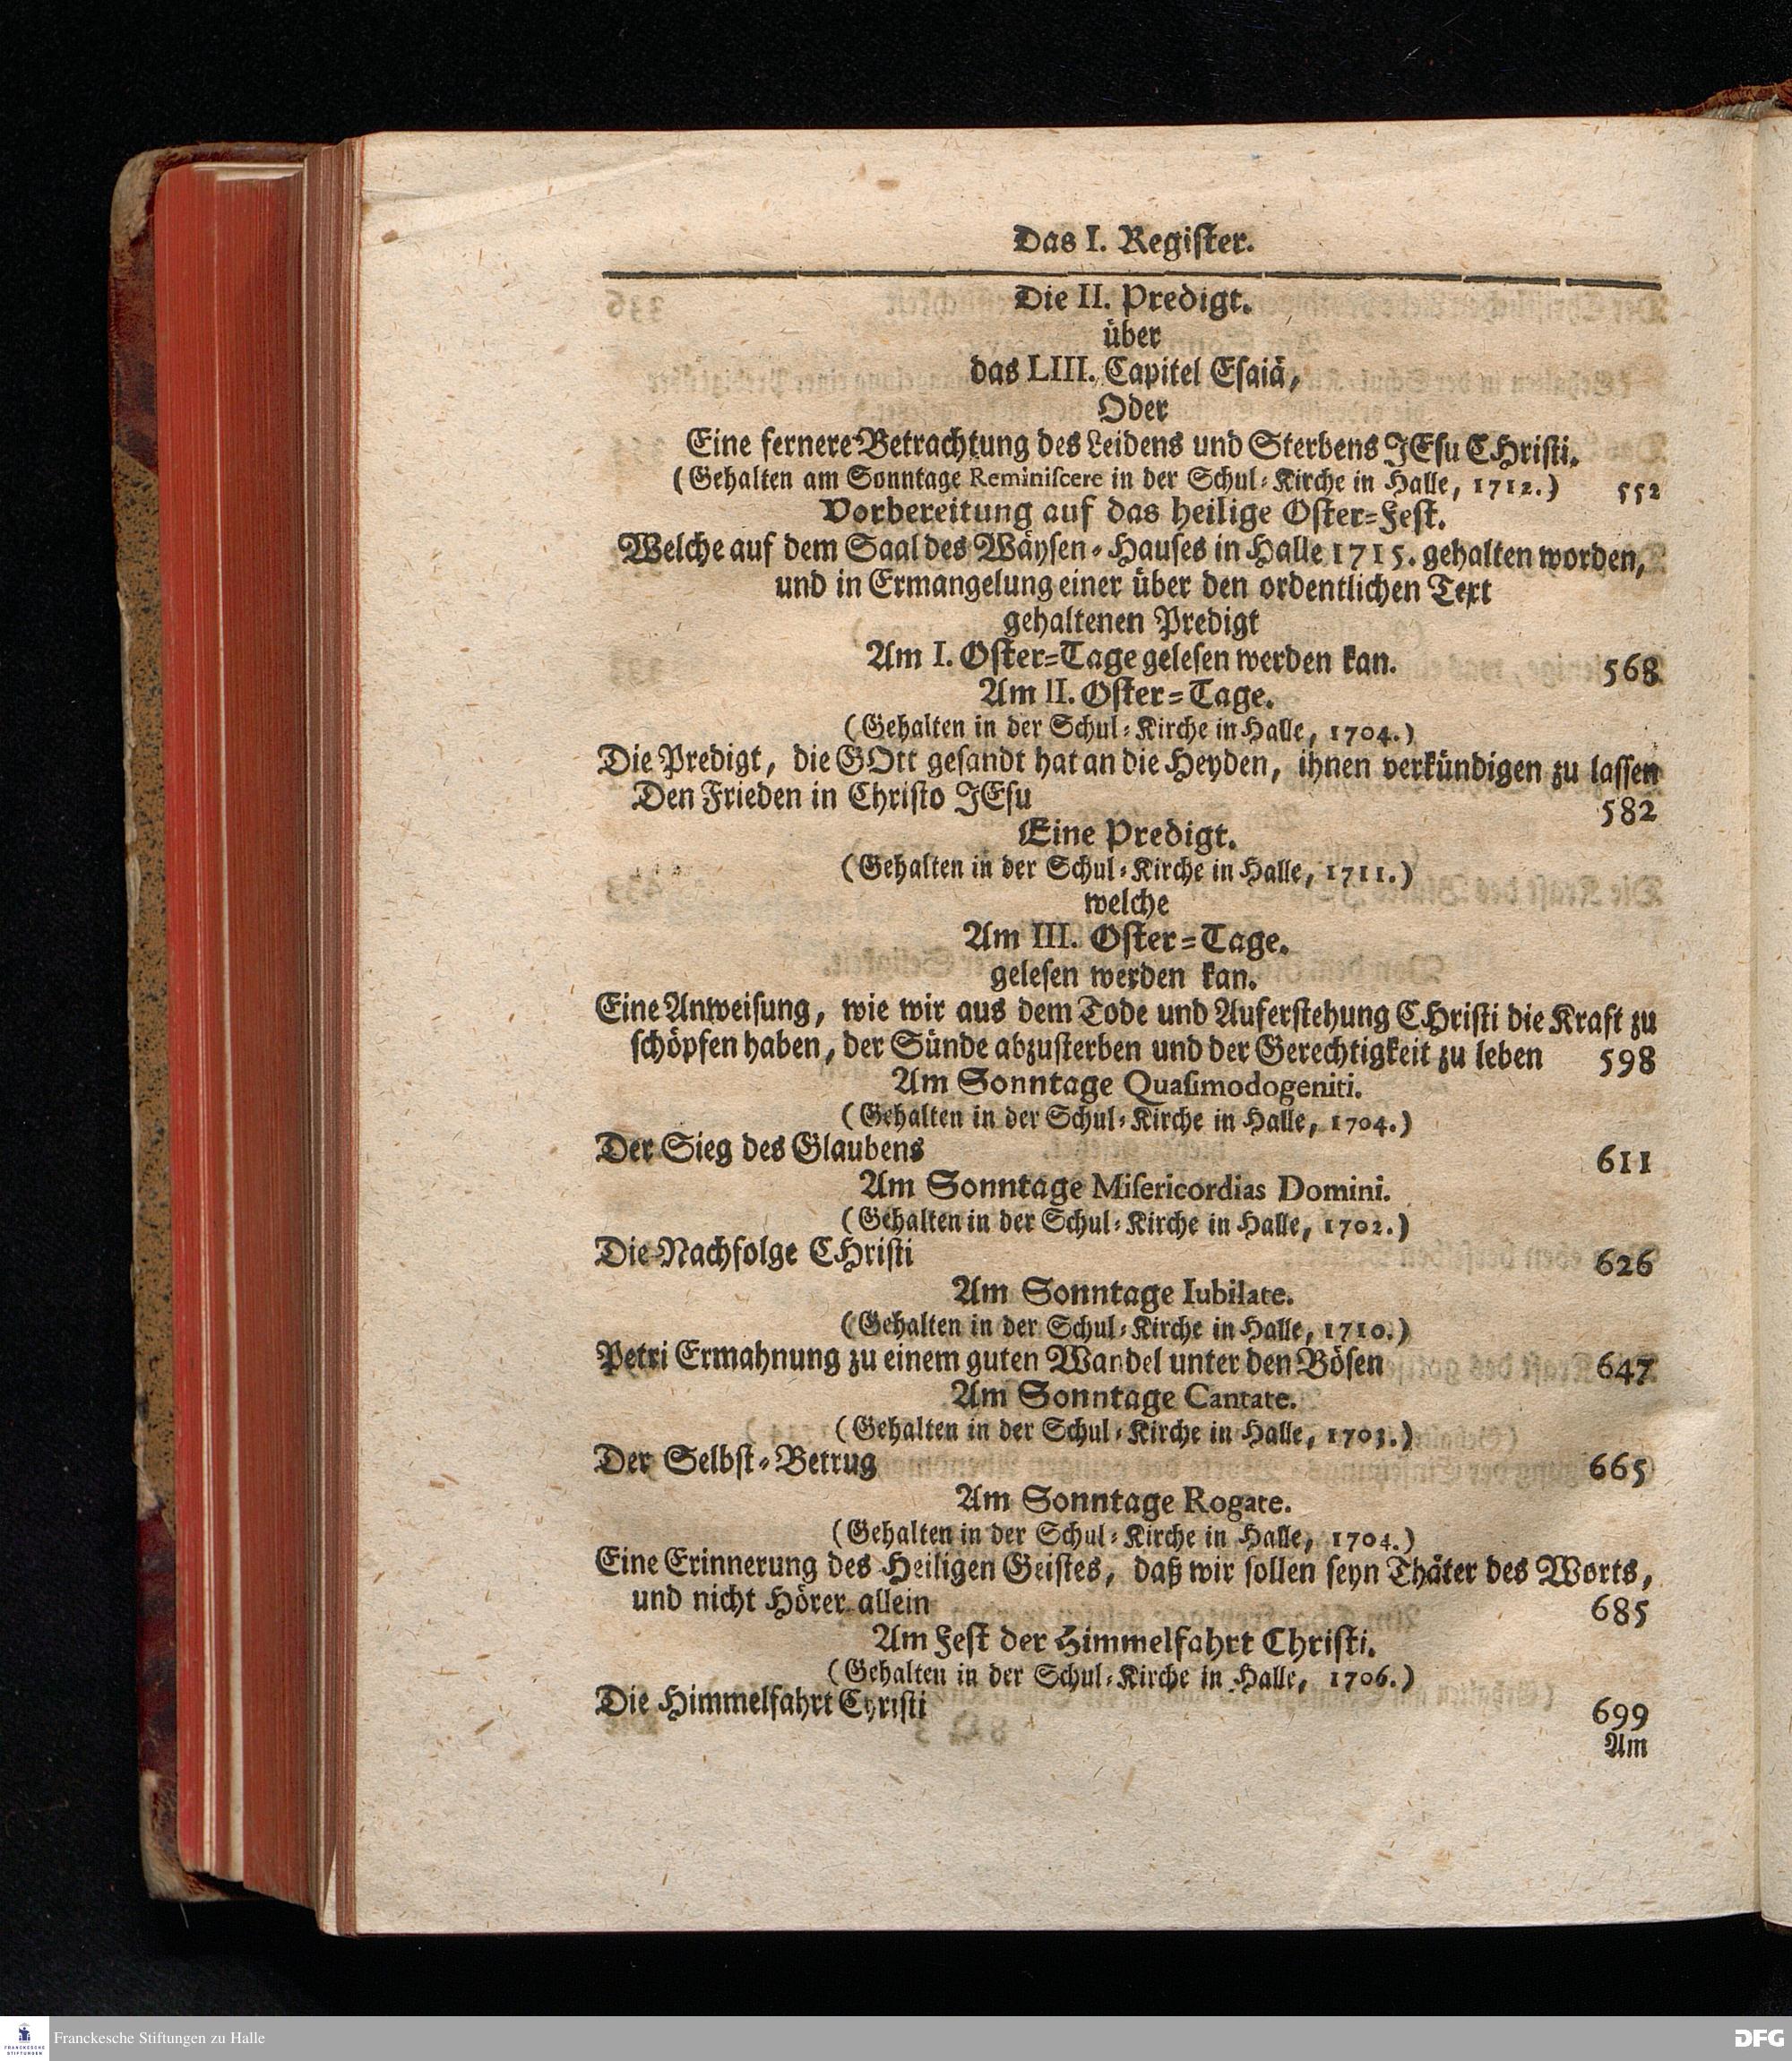 Das I. Regiſter.
Die II. Predigt.
über
das LIII. Capitel Eſaiä,
Oder
Eine fernere Betrachtung des Leidens und Sterbens JEſu CHriſti.
(Gehalten am Sonntage Reminiſcere in der Schul-Kirche in Halle, 1712.) 552
Vorbereitung auf das heilige Oſter-Feſt.
Welche auf dem Saal des Wäyſen-Hauſes in Halle 1715. gehalten worden,
und in Ermangelung einer über den ordentlichen Text
gehaltenen Predigt
Am I. Oſter-Tage geleſen werden kan. 568
Am II. Oſter-Tage.
(Gehalten in der Schul-Kirche in Halle, 1704.)
Die Predigt, die GOtt geſandt hat an die Heyden, ihnen verkündigen zu laſſen
Den Frieden in Chriſto JEſu 582
Eine Predigt.
(Gehalten in der Schul-Kirche in Halle, 1711.)
welche
Am III. Oſter-Tage.
geleſen werden kan.
Eine Anweiſung, wie wir aus dem Tode und Auferſtehung CHriſti die Kraft zu
ſchöpfen haben, der Sünde abzuſterben und der Gerechtigkeit zu leben 598
Am Sonntage Quaſimodogeniti.
(Gehalten in der Schul-Kirche in Halle, 1704.)
Der Sieg des Glaubens 611
Am Sonntage Miſericordias Domini.
(Gehalten in der Schul-Kirche in Halle, 1702.)
Die Nachfolge CHriſti 626
Am Sonntage Iubilate.
(Gehalten in der Schul-Kirche in Halle, 1710.)
Petri Ermahnung zu einem guten Wandel unter den Böſen 647
Am Sonntage Cantate.
(Gehalten in der Schul-Kirche in Halle, 1703.)
Der Selbſt-Betrug 665
Am Sonntage Rogate.
(Gehalten in der Schul-Kirche in Halle, 1704.)
Eine Erinnerung des Heiligen Geiſtes, daß wir ſollen ſeyn Thäter des Worts,
und nicht Hörer allein 685
Am Feſt der Himmelfahrt Chriſti.
(Gehalten in der Schul-Kirche in Halle, 1706.)
Die Himmelfahrt Chriſti 699
Am
FRANCKESCHE STIFTUNGEN
Franckesche Stiftungen zu Halle
DFG